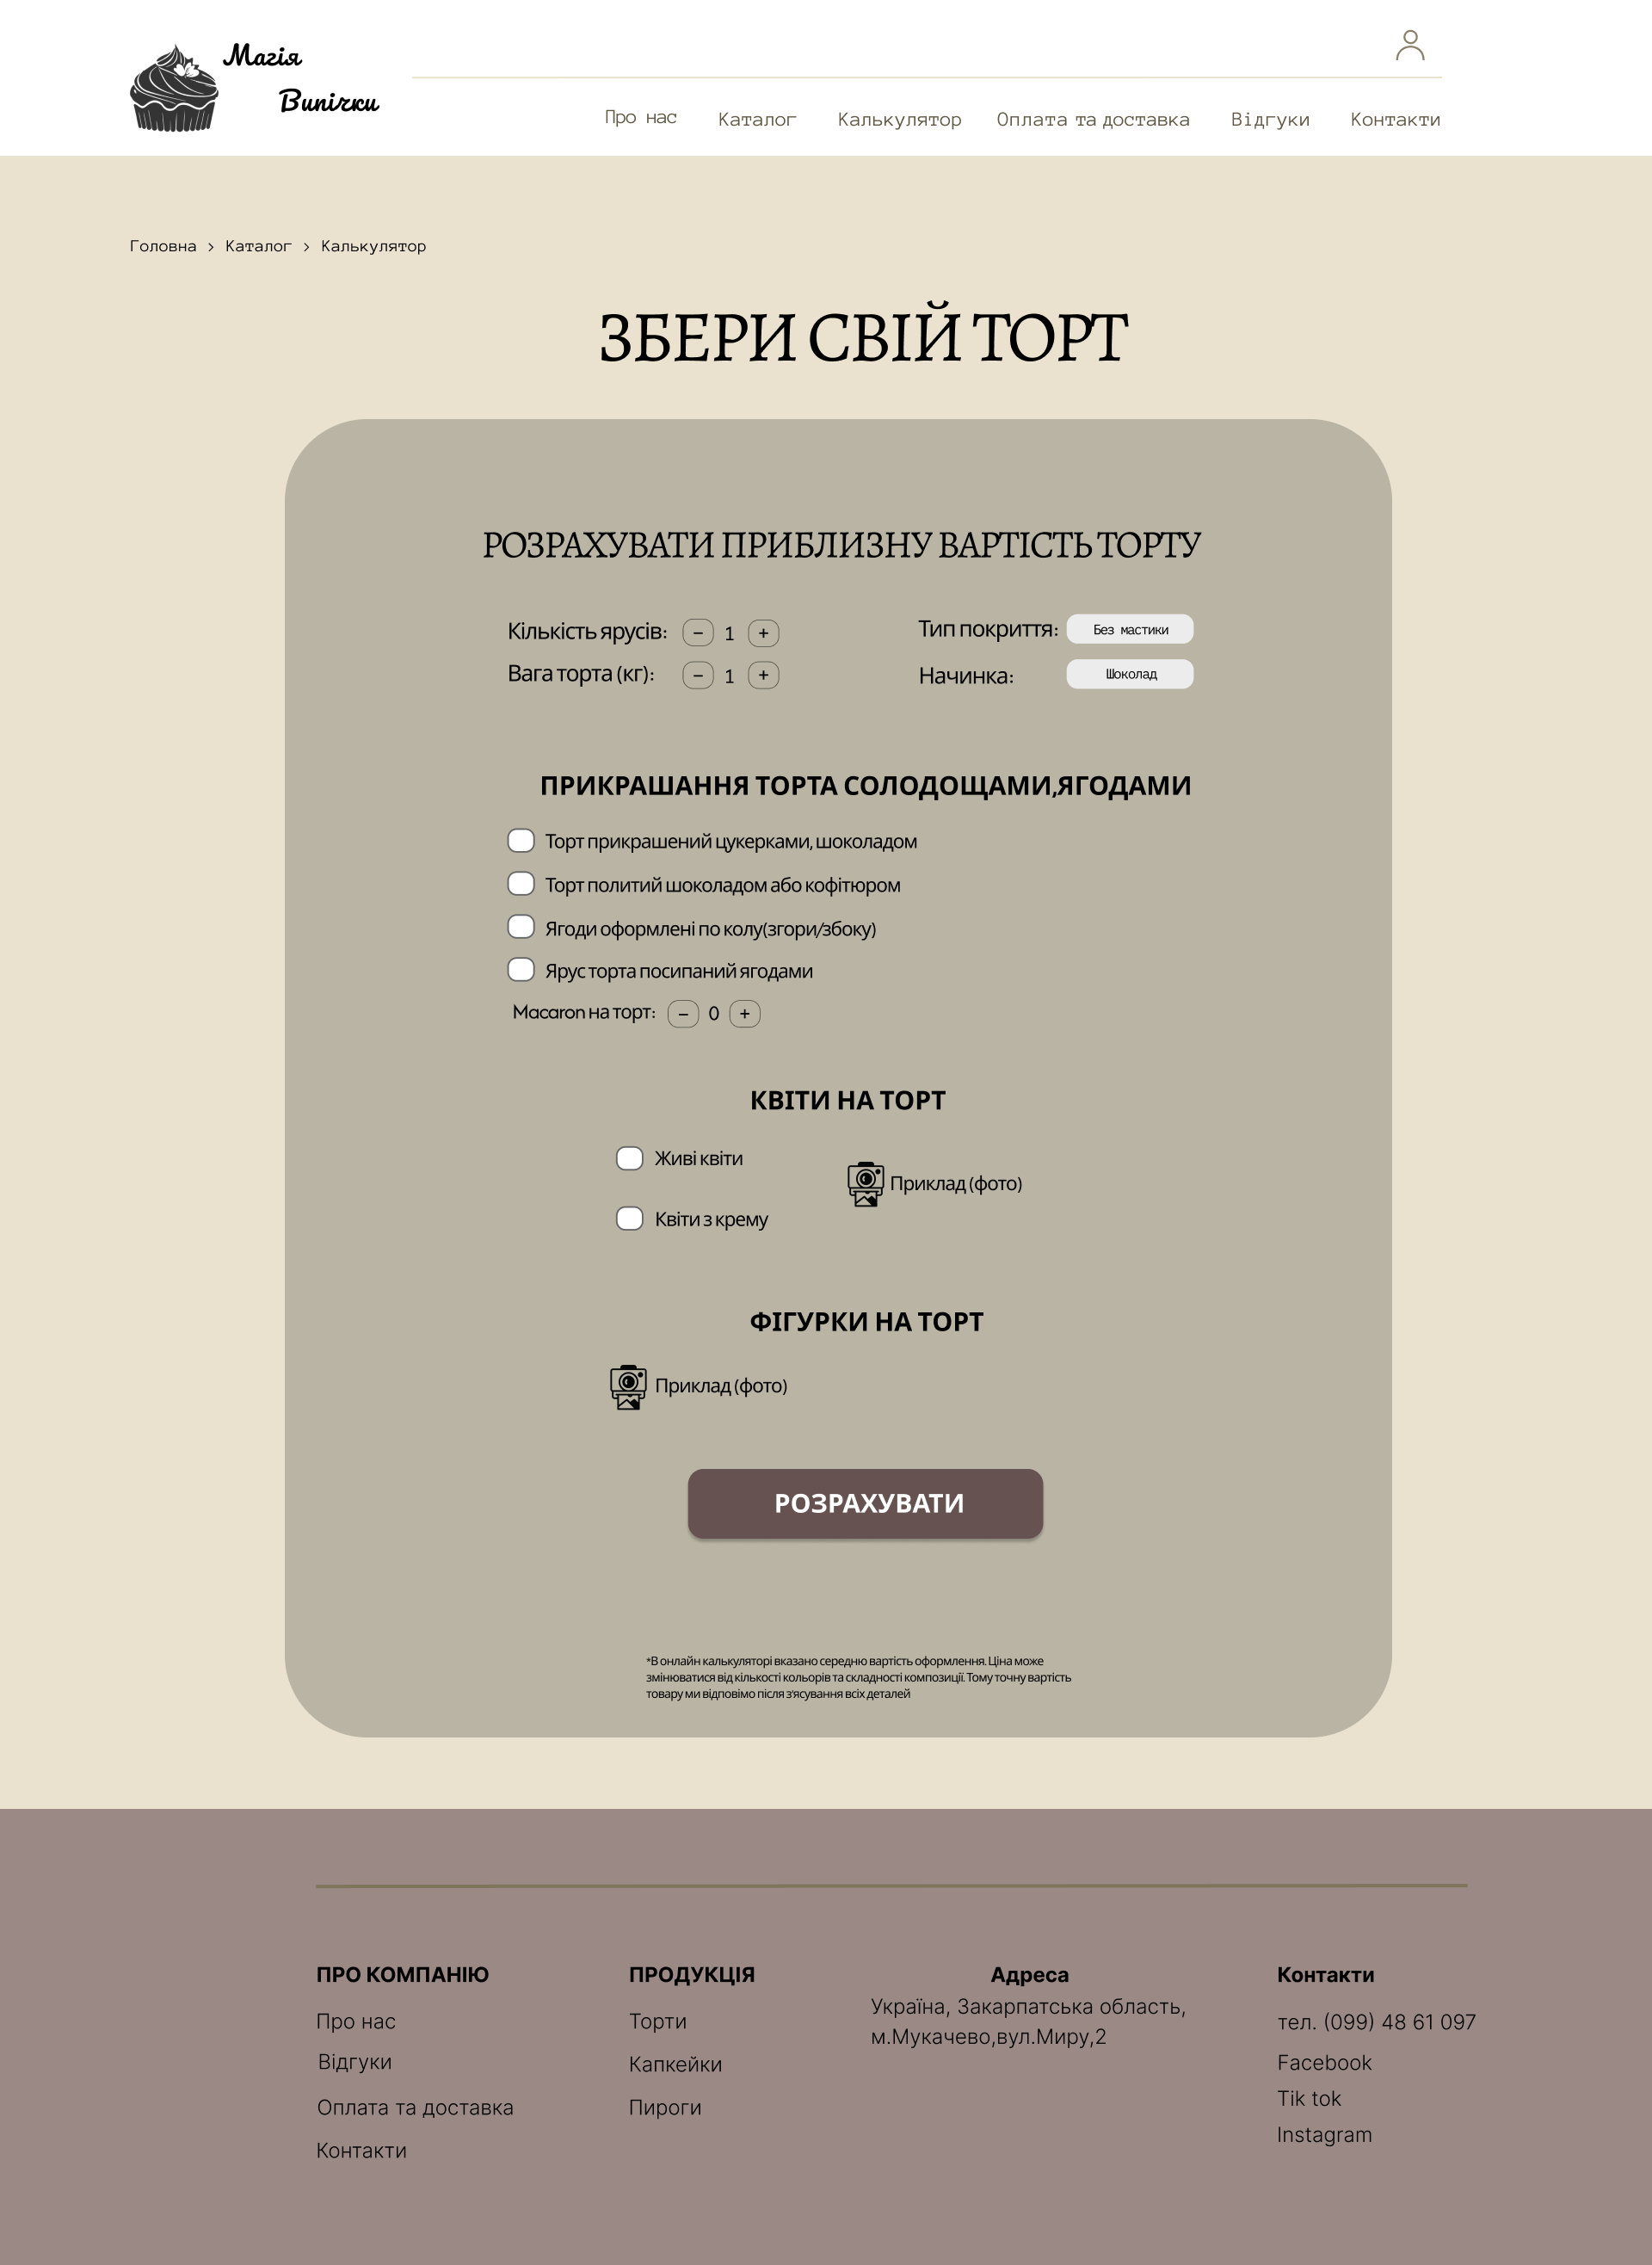 Магія
Випічки
Про нас Каталог Калькулятор Оплата та доставка Відгуки Контакти
Головна > Каталог > Калькулятор
ЗБЕРИ СВІЙ ТОРТ
РОЗРАХУВАТИ ПРИБЛИЗНУ ВАРТІСТЬ ТОРТУ
Кількість ярусів: − 1 + Тип покриття: Без мастики
Вага торта (кг): − 1 + Начинка: Шоколад
ПРИКРАШАННЯ ТОРТА СОЛОДОЩАМИ,ЯГОДАМИ
Торт прикрашений цукерками, шоколадом
Торт политий шоколадом або кофітюром
Ягоди оформлені по колу(згори/збоку)
Ярус торта посипаний ягодами
Macaron на торт: − 0 +
КВІТИ НА ТОРТ
Живі квіти
Приклад (фото)
Квіти з крему
ФІГУРКИ НА ТОРТ
Приклад (фото)
РОЗРАХУВАТИ
*В онлайн калькуляторі вказано середню вартість оформлення. Ціна може
змінюватися від кількості кольорів та складності композиції. Тому точну вартість
товару ми відповімо після з'ясування всіх деталей
ПРО КОМПАНІЮ
Про нас
Відгуки
Оплата та доставка
Контакти
ПРОДУКЦІЯ
Торти
Капкейки
Пироги
Адреса
Україна, Закарпатська область,
м.Мукачево,вул.Миру,2
Контакти
тел. (099) 48 61 097
Facebook
Tik tok
Instagram